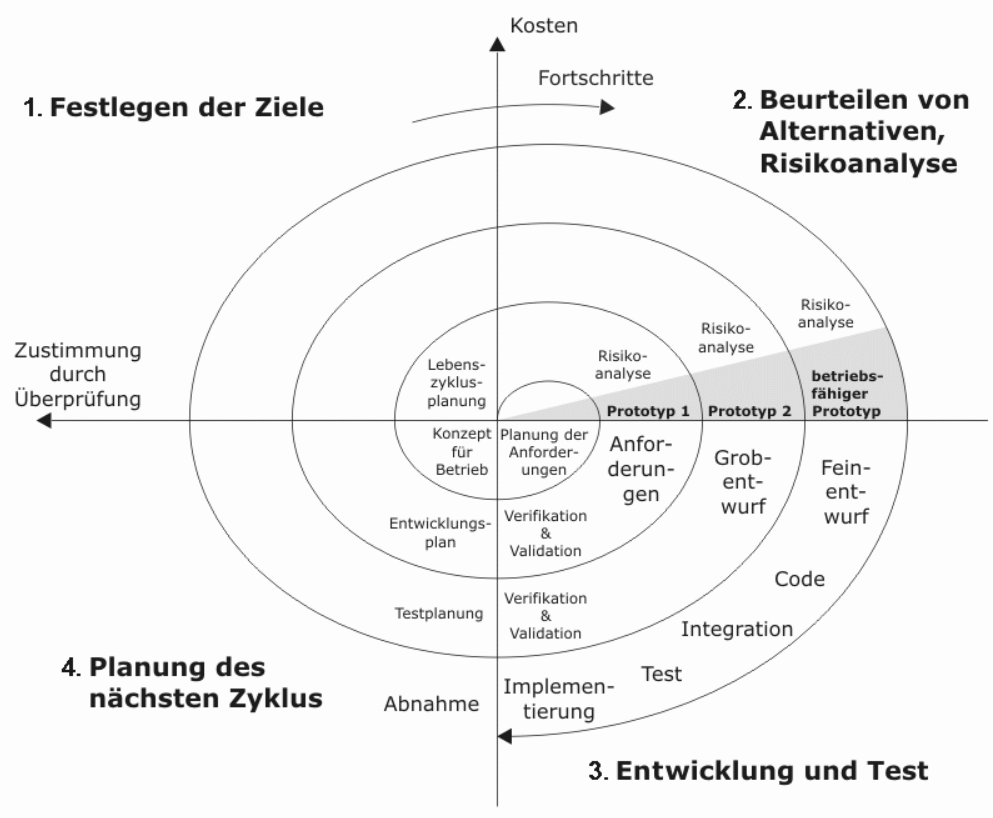 Kosten
Fortschritte
1. Festlegen der Ziele
2. Beurteilen von
Alternativen,
Risikoanalyse
Zustimmung
durch
Überprüfung
Lebens-
zyklus-
planung
Risiko-
analyse
Risiko-
analyse
Risiko-
analyse
Prototyp 1
Prototyp 2
betriebs-
fähiger
Prototyp
Konzept
für
Betrieb
Planung der
Anforder-
ungen
Anfor-
derun-
gen
Grob-
ent-
wurf
Fein-
ent-
wurf
Entwicklungs-
plan
Verifikation
&
Validation
Testplanung
Verifikation
&
Validation
Code
Integration
Test
Implemen-
tierung
Abnahme
4. Planung des
nächsten Zyklus
3. Entwicklung und Test